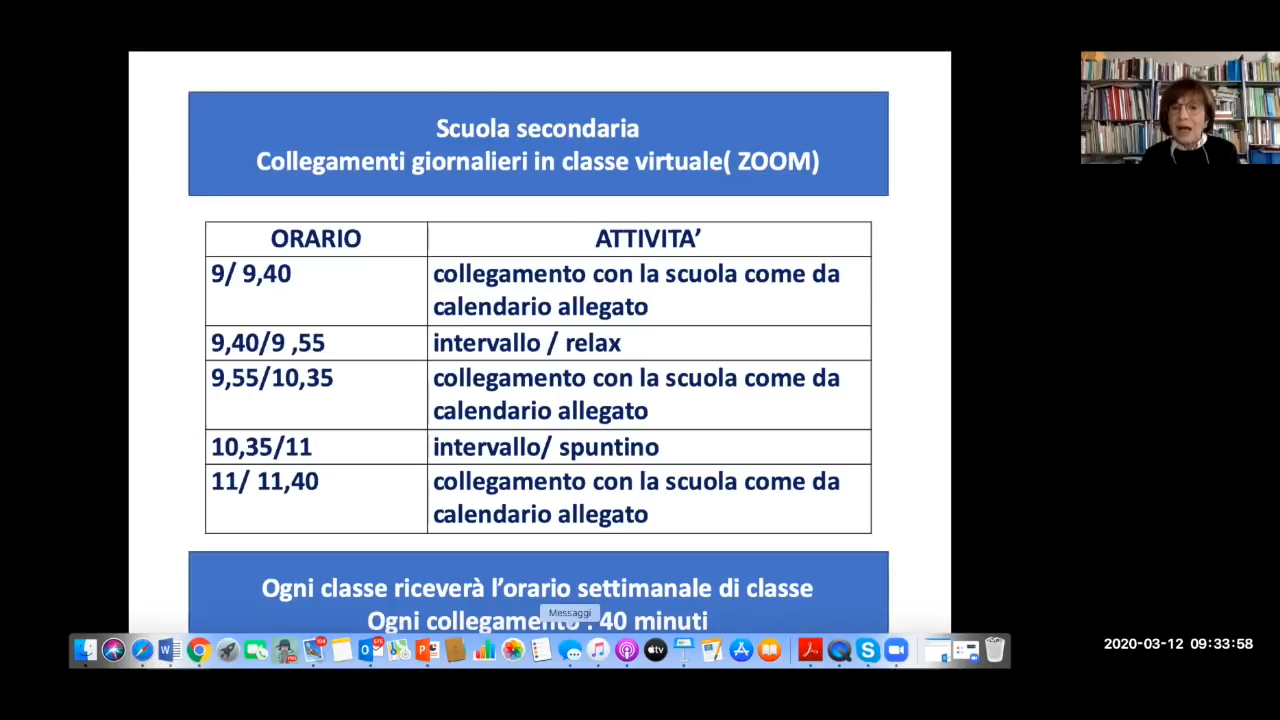 Scuola secondaria
Collegamenti giornalieri in classe virtuale( ZOOM)
ORARIO ATTIVITA’
9/ 9,40 collegamento con la scuola come da
calendario allegato
9,40/9 ,55 intervallo / relax
9,55/10,35 collegamento con la scuola come da
calendario allegato
10,35/11 intervallo/ spuntino
11/ 11,40 collegamento con la scuola come da
calendario allegato
Ogni classe riceverà l’orario settimanale di classe
Messaggi
Ogni collegamento : 40 minuti
tv
2020-03-12 09:33:58